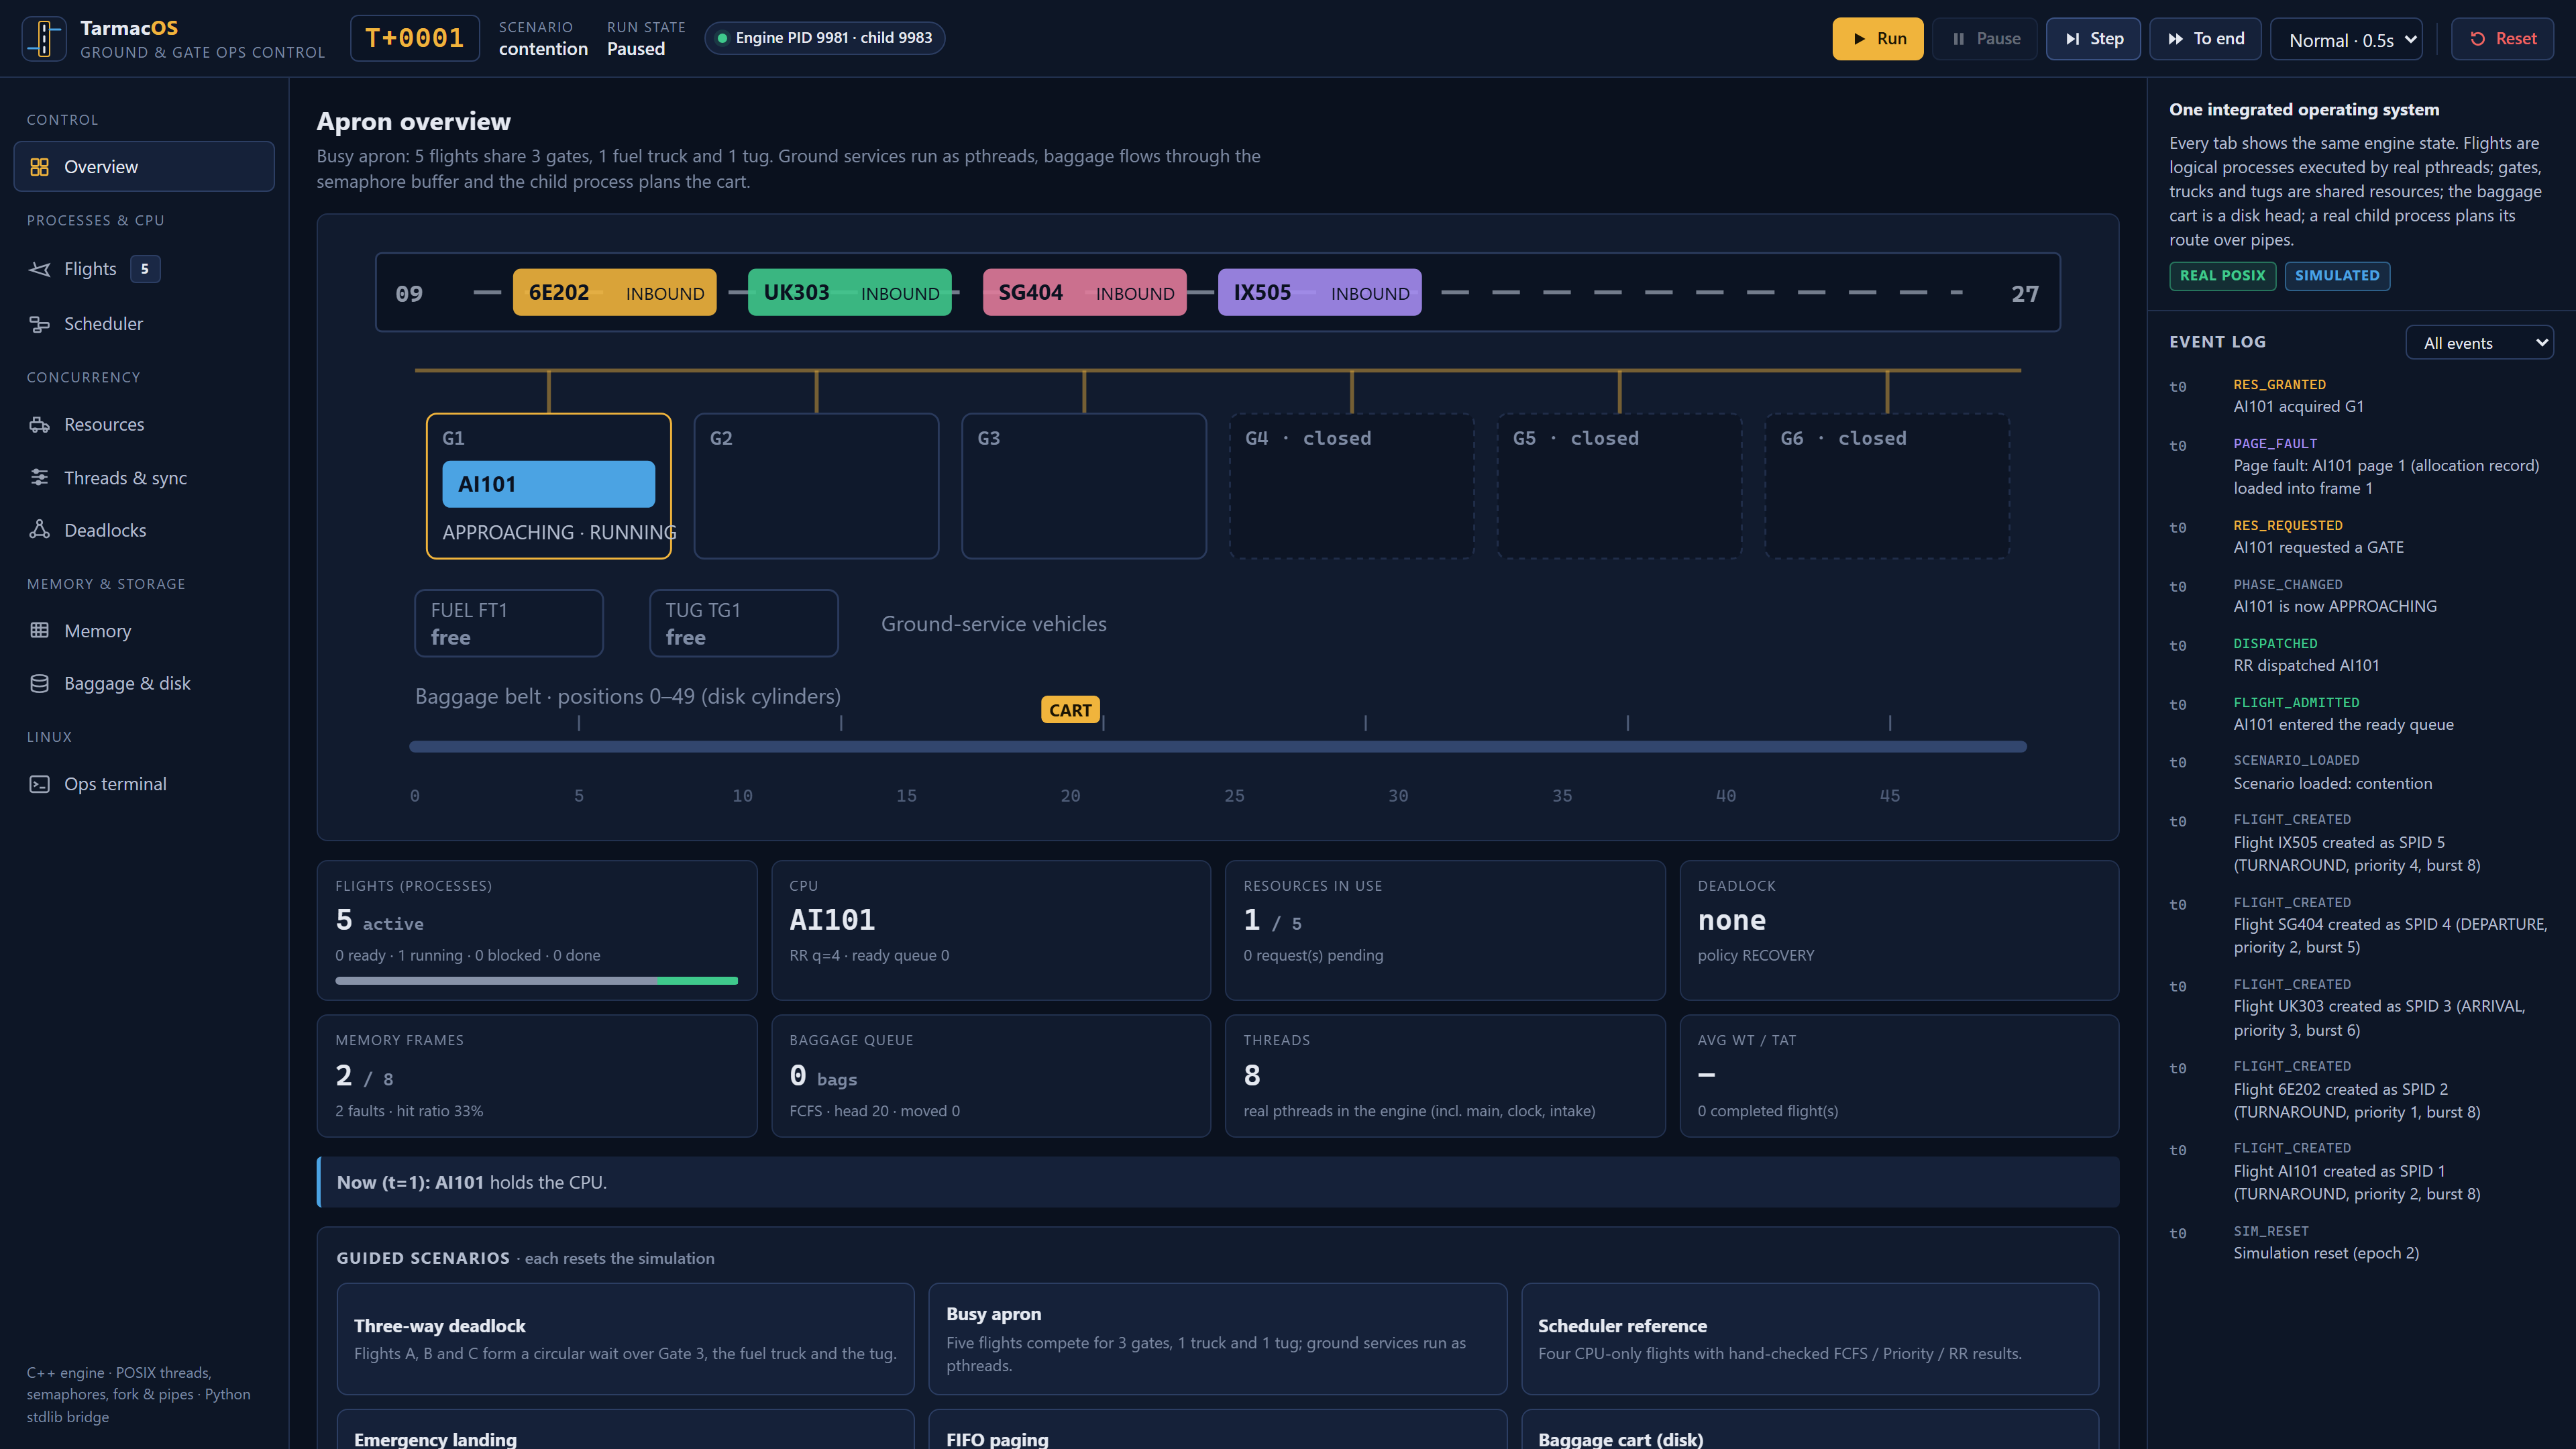 TarmacOS
GROUND & GATE OPS CONTROL
T+0001
SCENARIO
contention
RUN STATE
Paused
Engine PID 9981 · child 9983
Run
Pause
Step
To end
Normal · 0.5s
Reset
CONTROL
Overview
PROCESSES & CPU
Flights 5
Scheduler
CONCURRENCY
Resources
Threads & sync
Deadlocks
MEMORY & STORAGE
Memory
Baggage & disk
LINUX
Ops terminal
C++ engine · POSIX threads,
semaphores, fork & pipes · Python
stdlib bridge
Apron overview
Busy apron: 5 flights share 3 gates, 1 fuel truck and 1 tug. Ground services run as pthreads, baggage flows through the
semaphore buffer and the child process plans the cart.
09 6E202 INBOUND UK303 INBOUND SG404 INBOUND IX505 INBOUND 27
G1
AI101
APPROACHING · RUNNING
G2
G3
G4 · closed
G5 · closed
G6 · closed
FUEL FT1
free
TUG TG1
free
Ground-service vehicles
Baggage belt · positions 0–49 (disk cylinders)
CART
0 5 10 15 20 25 30 35 40 45
FLIGHTS (PROCESSES)
5 active
0 ready · 1 running · 0 blocked · 0 done
CPU
AI101
RR q=4 · ready queue 0
RESOURCES IN USE
1 / 5
0 request(s) pending
DEADLOCK
none
policy RECOVERY
MEMORY FRAMES
2 / 8
2 faults · hit ratio 33%
BAGGAGE QUEUE
0 bags
FCFS · head 20 · moved 0
THREADS
8
real pthreads in the engine (incl. main, clock, intake)
AVG WT / TAT
–
0 completed flight(s)
Now (t=1): AI101 holds the CPU.
GUIDED SCENARIOS · each resets the simulation
Three-way deadlock
Flights A, B and C form a circular wait over Gate 3, the fuel truck and the tug.
Busy apron
Five flights compete for 3 gates, 1 truck and 1 tug; ground services run as
pthreads.
Scheduler reference
Four CPU-only flights with hand-checked FCFS / Priority / RR results.
Emergency landing
FIFO paging
Baggage cart (disk)
One integrated operating system
Every tab shows the same engine state. Flights are
logical processes executed by real pthreads; gates,
trucks and tugs are shared resources; the baggage
cart is a disk head; a real child process plans its
route over pipes.
REAL POSIX
SIMULATED
EVENT LOG
All events
t0 RES_GRANTED
AI101 acquired G1
t0 PAGE_FAULT
Page fault: AI101 page 1 (allocation record)
loaded into frame 1
t0 RES_REQUESTED
AI101 requested a GATE
t0 PHASE_CHANGED
AI101 is now APPROACHING
t0 DISPATCHED
RR dispatched AI101
t0 FLIGHT_ADMITTED
AI101 entered the ready queue
t0 SCENARIO_LOADED
Scenario loaded: contention
t0 FLIGHT_CREATED
Flight IX505 created as SPID 5
(TURNAROUND, priority 4, burst 8)
t0 FLIGHT_CREATED
Flight SG404 created as SPID 4 (DEPARTURE,
priority 2, burst 5)
t0 FLIGHT_CREATED
Flight UK303 created as SPID 3 (ARRIVAL,
priority 3, burst 6)
t0 FLIGHT_CREATED
Flight 6E202 created as SPID 2
(TURNAROUND, priority 1, burst 8)
t0 FLIGHT_CREATED
Flight AI101 created as SPID 1
(TURNAROUND, priority 2, burst 8)
t0 SIM_RESET
Simulation reset (epoch 2)